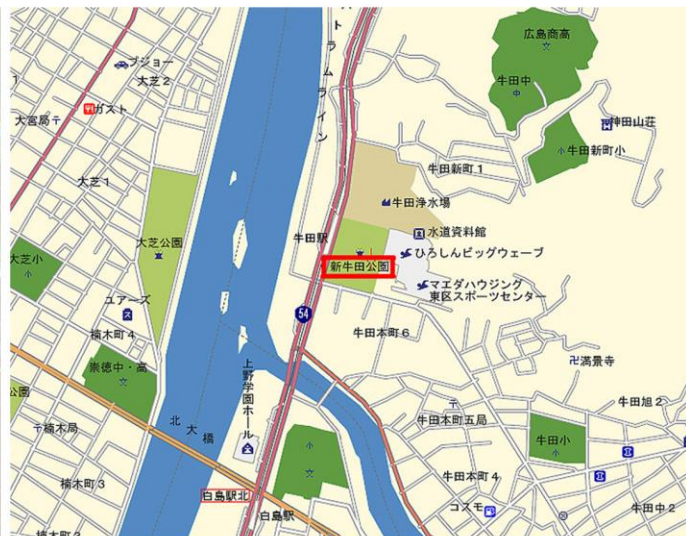 広島商高
プジョー
大芝2
牛田中
ガスト
大宮局〒
ストラムライン
神田山荘
牛田新町小
牛田新町1
大芝1
牛田浄水場
水道資料館
牛田駅
大芝公園
ひろしんビッグウェーブ
新牛田公園
大芝小
マエダハウジング
東区スポーツセンター
ユアーズ
54
楠木町4
牛田本町6
満景寺
崇徳中・高
上野学園ホール
公園
牛田旭2
北大橋
牛田本町五局
〒楠木局
牛田小
牛田本町4
楠木町3
白島駅北
コスモ
白島駅
牛田中2
楠木町2